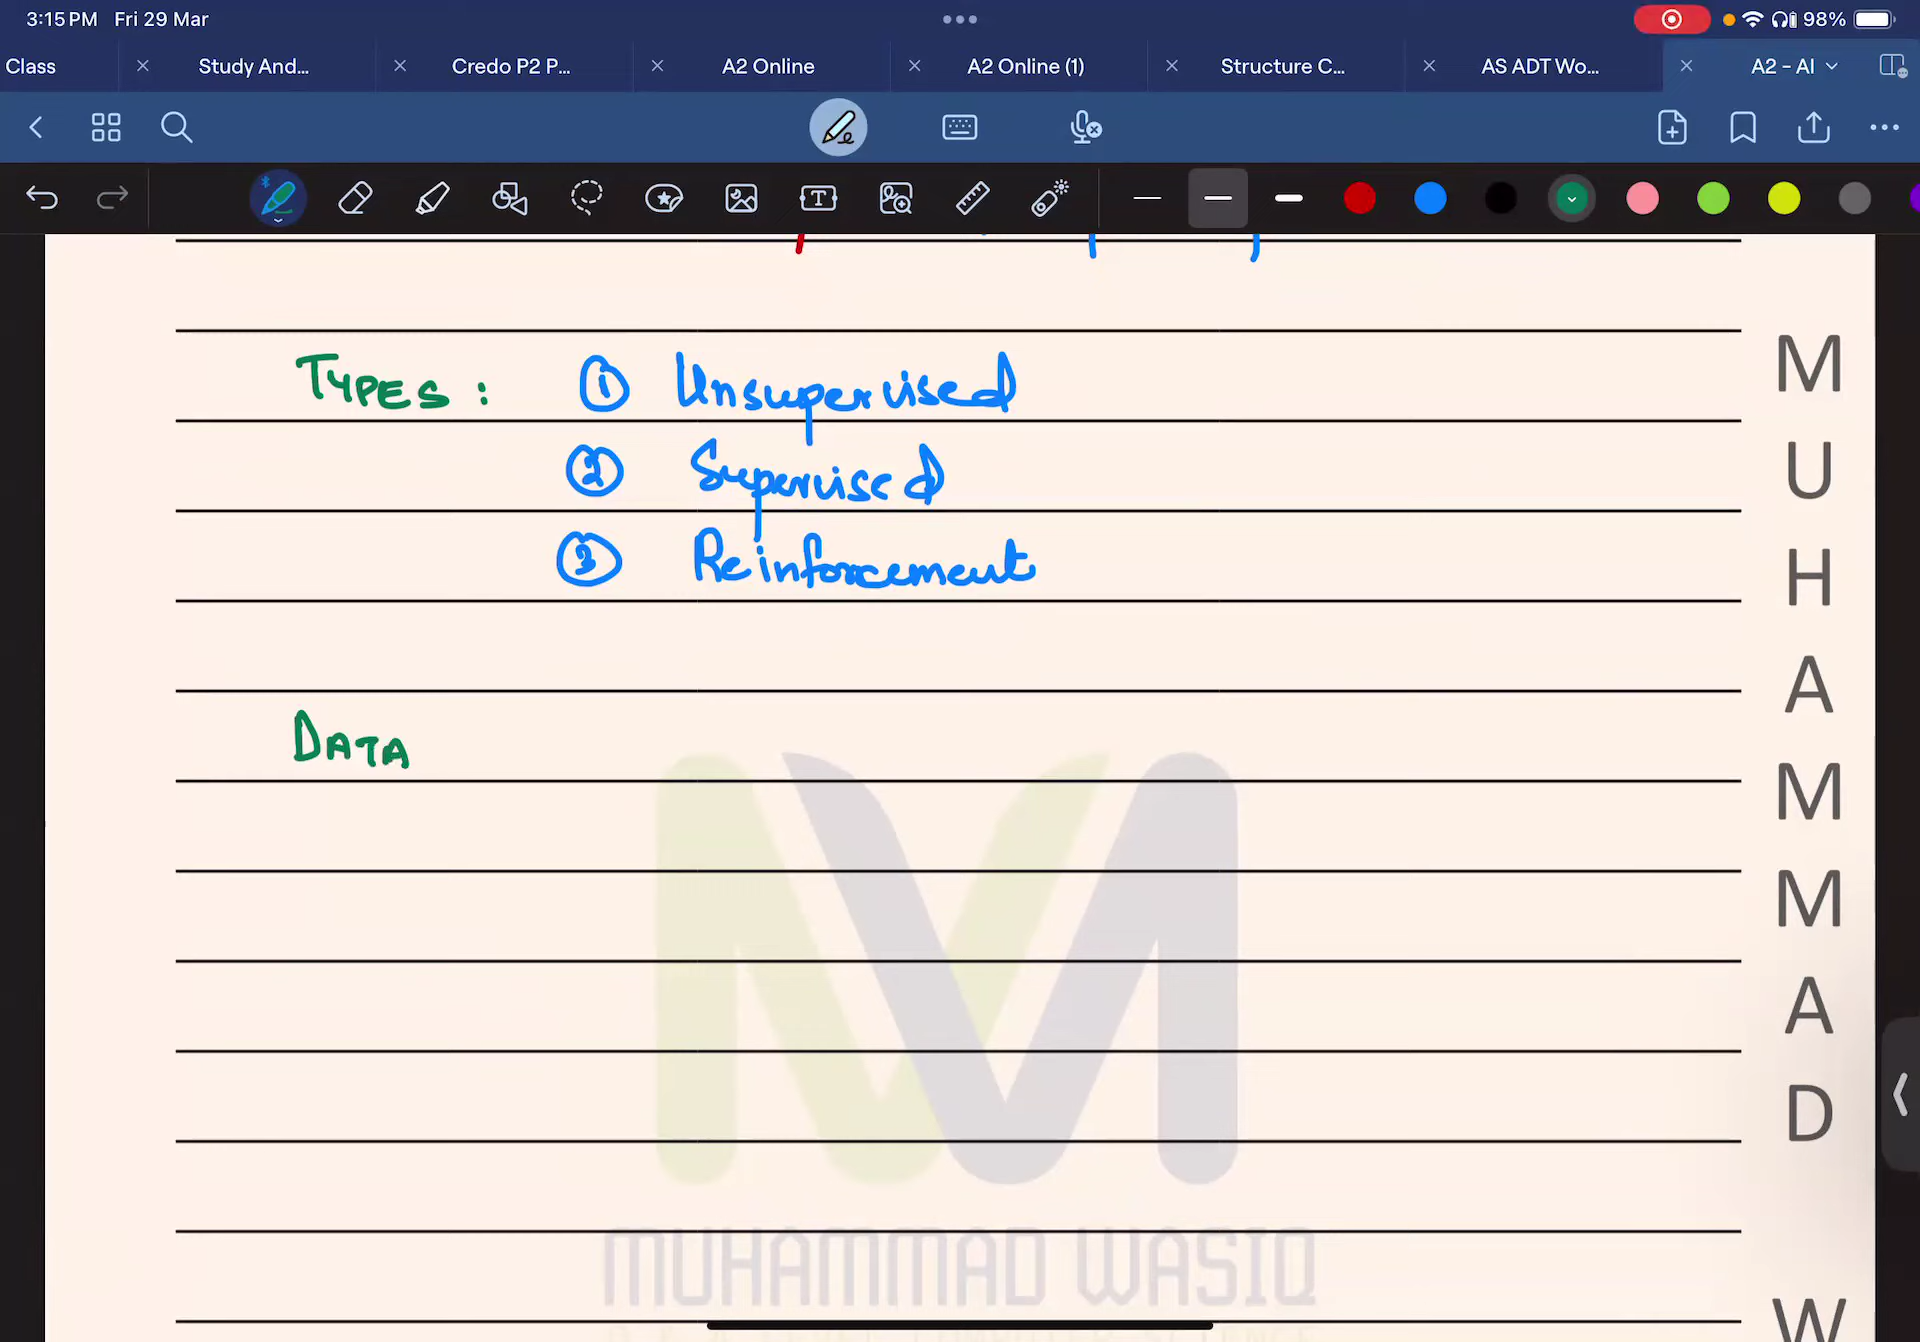 3:15 PM Fri 29 Mar 98%
Class Study And... Credo P2 P... A2 Online A2 Online (1) Structure C... AS ADT Wo... A2 - AI
TYPES : ① Unsupervised
② Supervised
③ Reinforcement
DATA
MUHAMMAD WASIQ
M
U
H
A
M
M
A
D
W